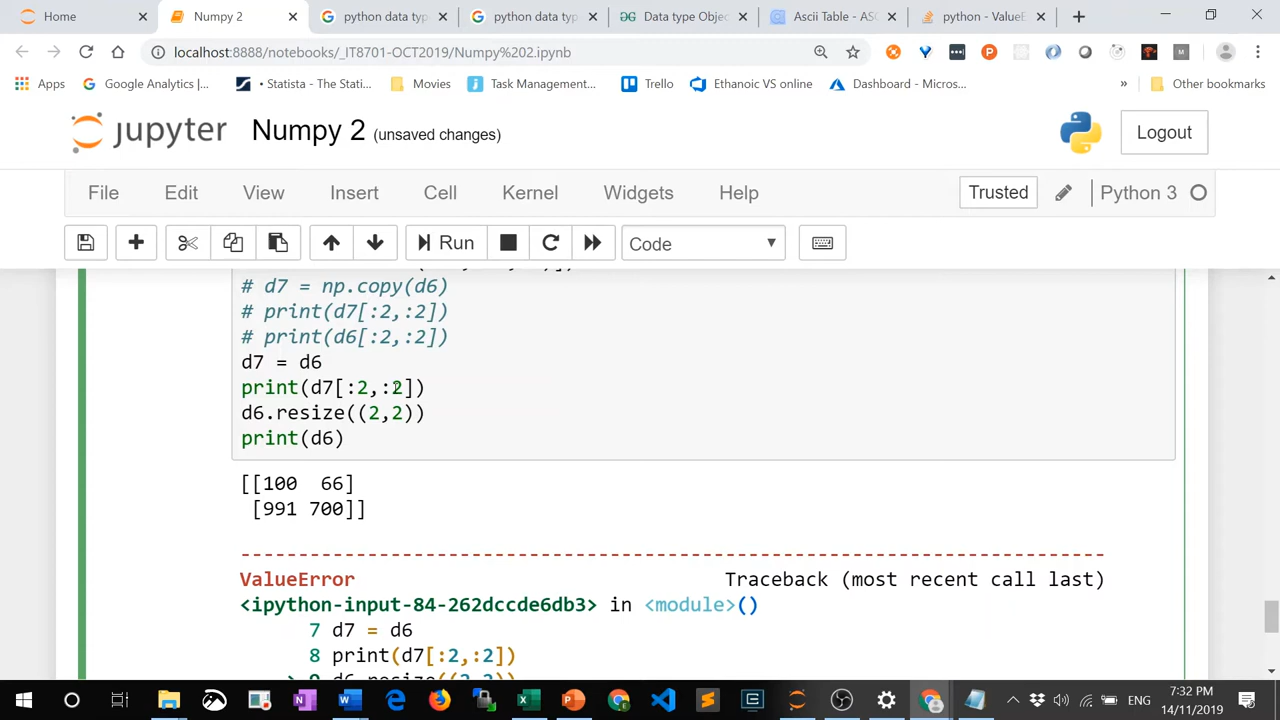 Home
Numpy 2
python data typ
python data typ
Data type Objec
Ascii Table - ASC
python - ValueE
localhost:8888/notebooks/_IT8701-OCT2019/Numpy%202.ipynb
Apps
Google Analytics |...
• Statista - The Stati...
Movies
Task Management...
Trello
Ethanoic VS online
Dashboard - Micros...
»
Other bookmarks
jupyter Numpy 2 (unsaved changes)
Logout
File Edit View Insert Cell Kernel Widgets Help
Trusted
Python 3
Run
Code
# d7 = np.copy(d6)
# print(d7[:2,:2])
# print(d6[:2,:2])
d7 = d6
print(d7[:2,:2])
d6.resize((2,2))
print(d6)
[[100  66]
 [991 700]]
---------------------------------------------------------------------------
ValueError Traceback (most recent call last)
<ipython-input-84-262dccde6db3> in <module>()
7 d7 = d6
8 print(d7[:2,:2])
ENG
7:32 PM
14/11/2019